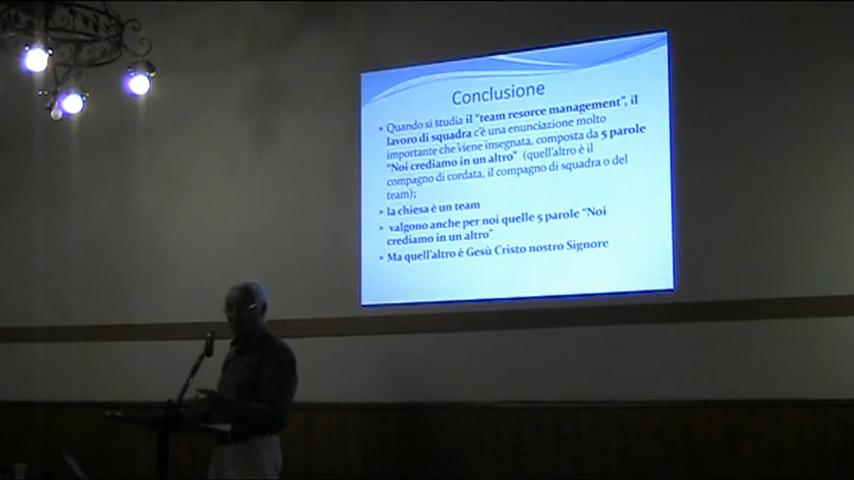 Conclusione
• Quando si studia il "team resorce management", il
lavoro di squadra c'è una enunciazione molto
importante che viene insegnata, composta da 5 parole
"Noi crediamo in un altro" (quell'altro è il
compagno di cordata, il compagno di squadra o del
team);
• la chiesa è un team
• valgono anche per noi quelle 5 parole "Noi
crediamo in un altro"
• Ma quell'altro è Gesù Cristo nostro Signore